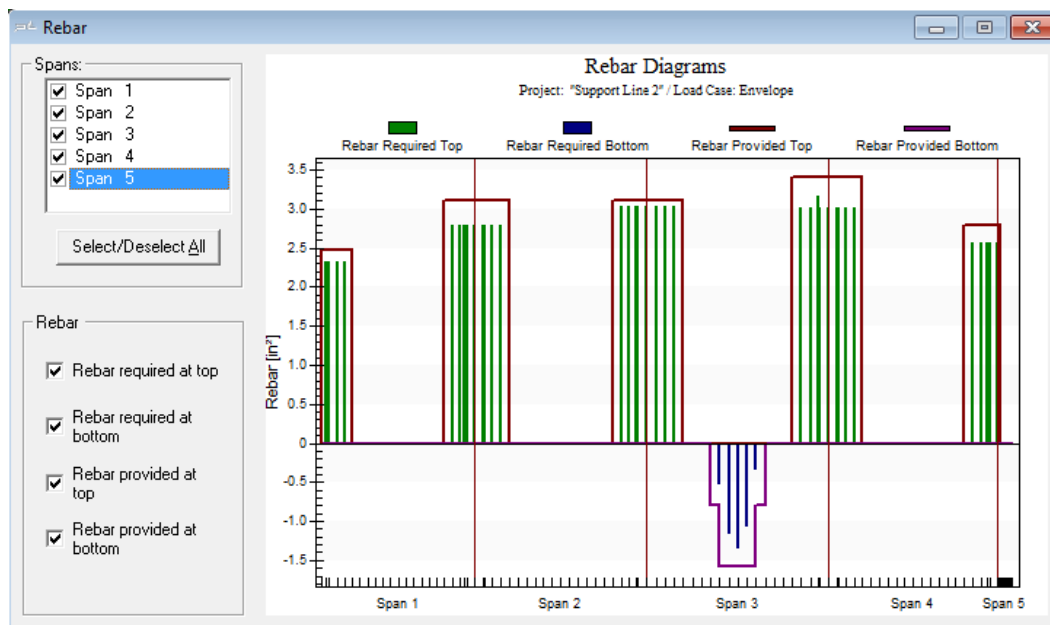 Rebar
Spans:
Span 1
Span 2
Span 3
Span 4
Span 5
Select/Deselect All
Rebar
Rebar required at top
Rebar required at
bottom
Rebar provided at
top
Rebar provided at
bottom
Rebar Diagrams
Project: "Support Line 2" / Load Case: Envelope
Rebar Required Top
Rebar Required Bottom
Rebar Provided Top
Rebar Provided Bottom
Rebar [in²]
3.5
3.0
2.5
2.0
1.5
1.0
0.5
0
-0.5
-1.0
-1.5
Span 1
Span 2
Span 3
Span 4
Span 5